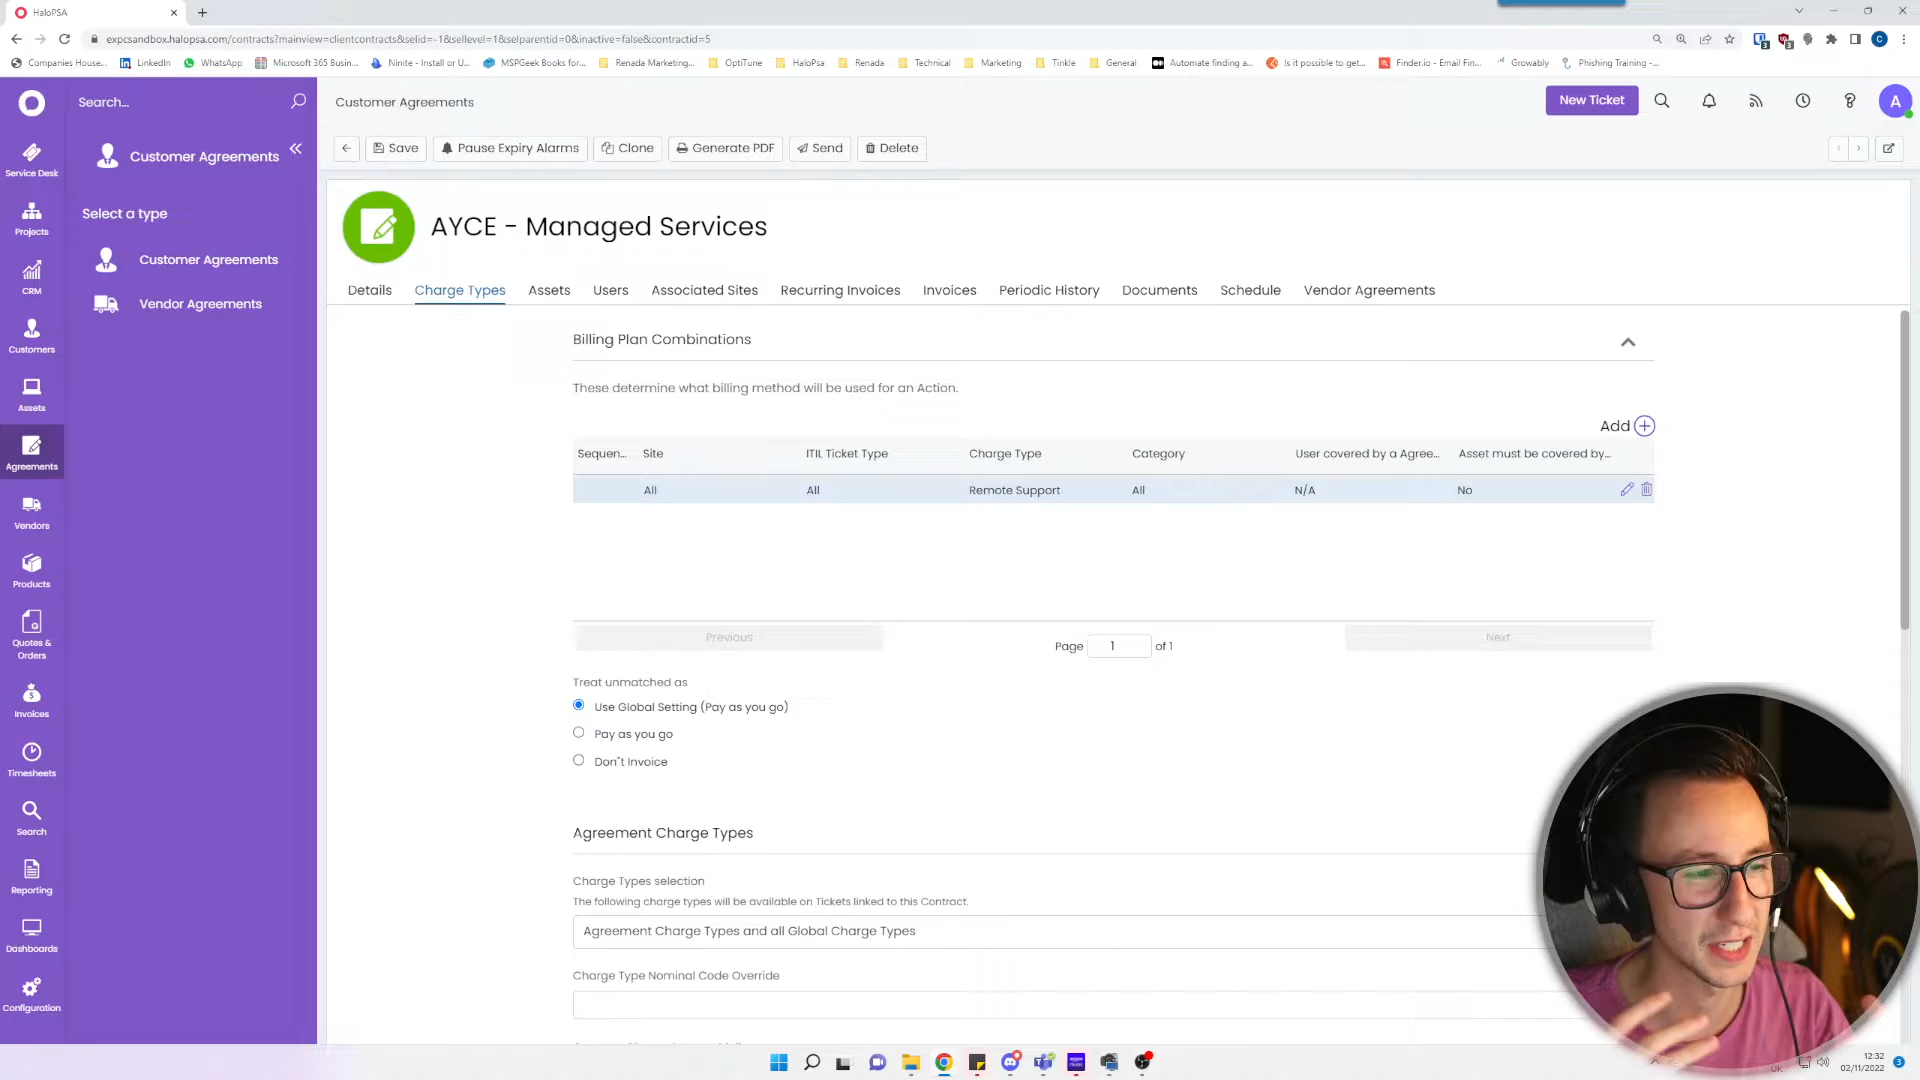 HaloPSA
expcsandbox.halopsa.com/contracts?mainview=clientcontracts&selid=-1&sellevel=1&selparentid=0&inactive=false&contractid=5
Companies House... LinkedIn WhatsApp Microsoft 365 Busin... Ninite - Install or U... MSPGeek Books for... Renada Marketing... OptiTune HaloPsa Renada Technical Marketing Tinkle General Automate finding a... Is it possible to get... Finder.io - Email Fin... Growably Phishing Training -...
Search...
Customer Agreements
New Ticket
A
Customer Agreements
Save Pause Expiry Alarms Clone Generate PDF Send Delete
Service Desk
Select a type
Projects
AYCE - Managed Services
Customer Agreements
CRM
Vendor Agreements
Details Charge Types Assets Users Associated Sites Recurring Invoices Invoices Periodic History Documents Schedule Vendor Agreements
Customers
Billing Plan Combinations
These determine what billing method will be used for an Action.
Assets
Add
Sequen... Site ITIL Ticket Type Charge Type Category User covered by a Agree... Asset must be covered by...
Agreements
All All Remote Support All N/A No
Vendors
Products
Quotes &
Orders
Previous Page 1 of 1 Next
Treat unmatched as
Use Global Setting (Pay as you go)
Invoices
Pay as you go
Don"t Invoice
Timesheets
Search
Agreement Charge Types
Charge Types selection
Reporting
The following charge types will be available on Tickets linked to this Contract.
Agreement Charge Types and all Global Charge Types
Dashboards
Charge Type Nominal Code Override
Configuration
12:32
UK
02/11/2022
3